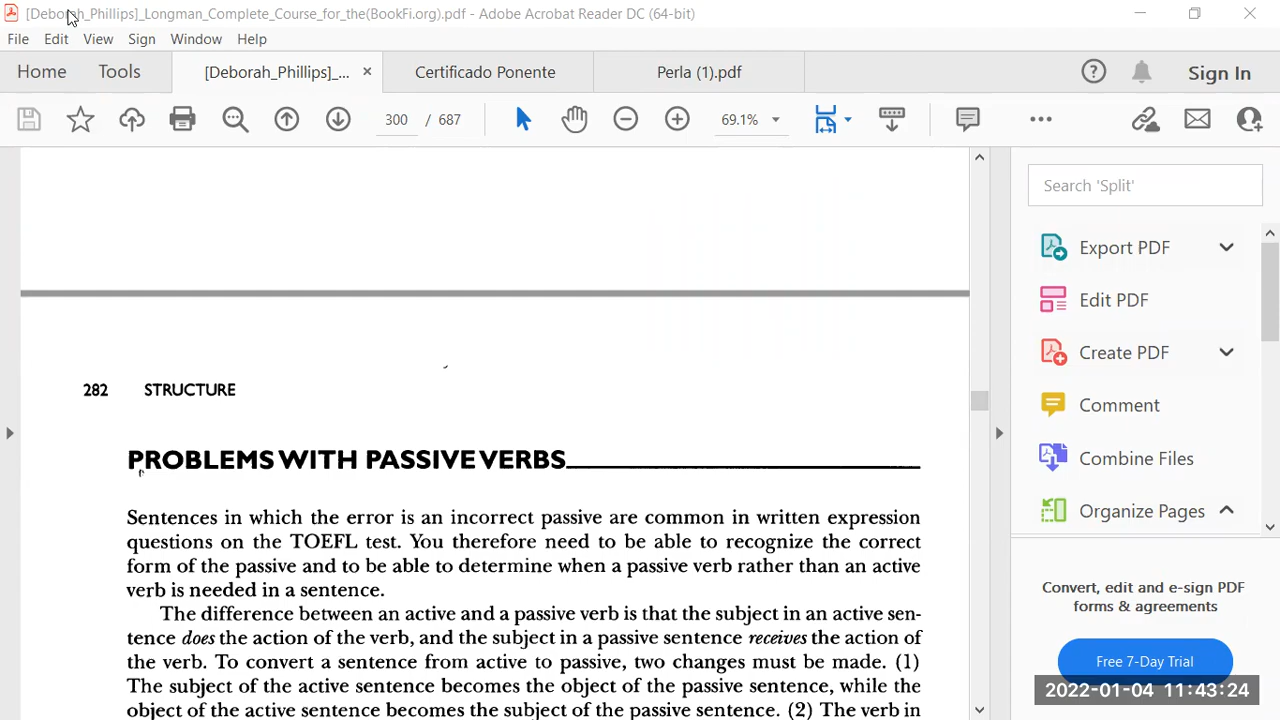 [Deborah_Phillips]_Longman_Complete_Course_for_the(BookFi.org).pdf - Adobe Acrobat Reader DC (64-bit)
File Edit View Sign Window Help
Home Tools [Deborah_Phillips]_... × Certificado Ponente Perla (1).pdf Sign In
300 / 687 69.1%
Search 'Split'
Export PDF
Edit PDF
Create PDF
Comment
Combine Files
Organize Pages
Convert, edit and e-sign PDF
forms & agreements
Free 7-Day Trial
2022-01-04 11:43:24
282 STRUCTURE
PROBLEMS WITH PASSIVE VERBS
Sentences in which the error is an incorrect passive are common in written expression
questions on the TOEFL test. You therefore need to be able to recognize the correct
form of the passive and to be able to determine when a passive verb rather than an active
verb is needed in a sentence.
The difference between an active and a passive verb is that the subject in an active sen-
tence does the action of the verb, and the subject in a passive sentence receives the action of
the verb. To convert a sentence from active to passive, two changes must be made. (1)
The subject of the active sentence becomes the object of the passive sentence, while the
object of the active sentence becomes the subject of the passive sentence. (2) The verb in